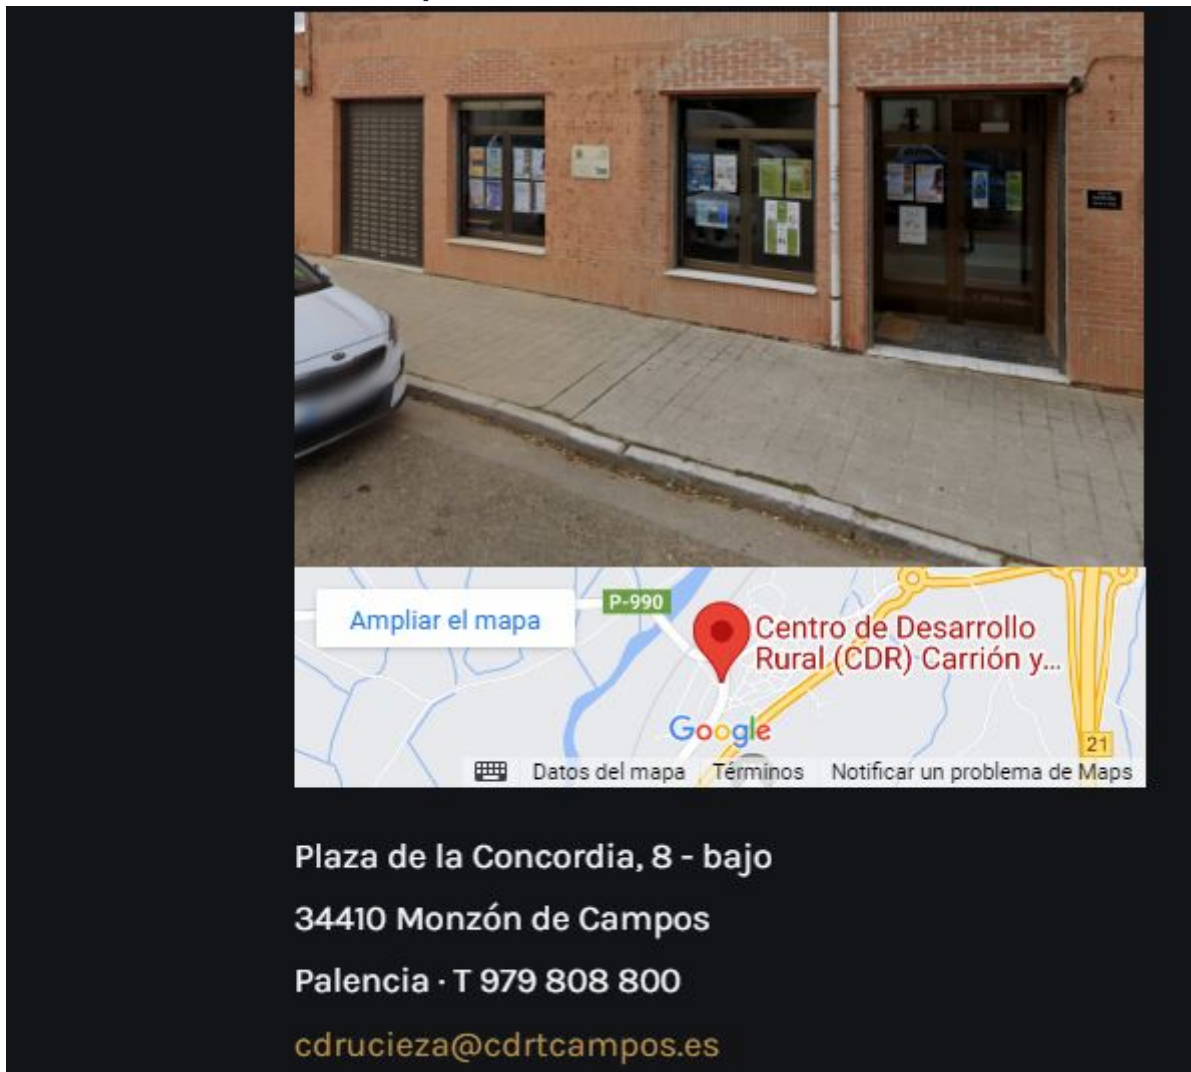 Ampliar el mapa
P-990
Centro de Desarrollo
Rural (CDR) Carrión y...
Google
21
Datos del mapa Términos Notificar un problema de Maps
Plaza de la Concordia, 8 - bajo
34410 Monzón de Campos
Palencia · T 979 808 800
cdrucieza@cdrtcampos.es